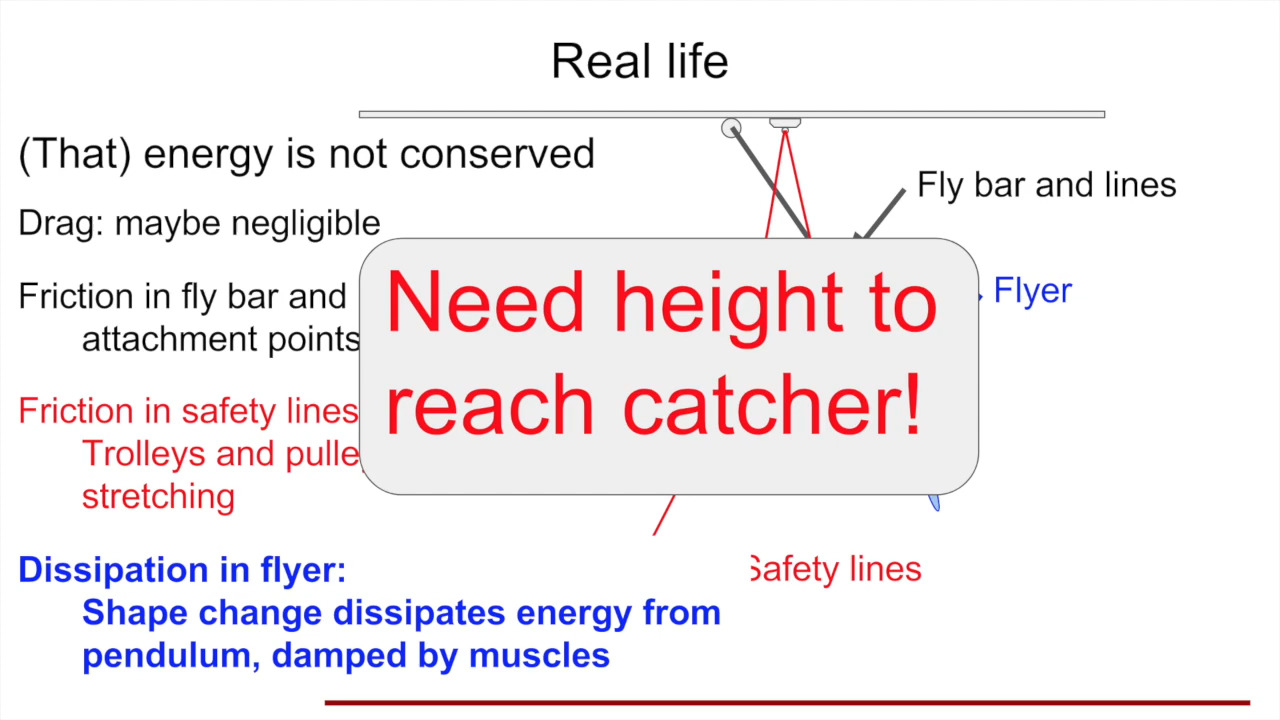 Real life
(That) energy is not conserved
Fly bar and lines
Drag: maybe negligible
Friction in fly bar and
attachment points
Need height to
reach catcher!
Flyer
Friction in safety lines
Trolleys and pulle
stretching
Dissipation in flyer:
Safety lines
Shape change dissipates energy from
pendulum, damped by muscles